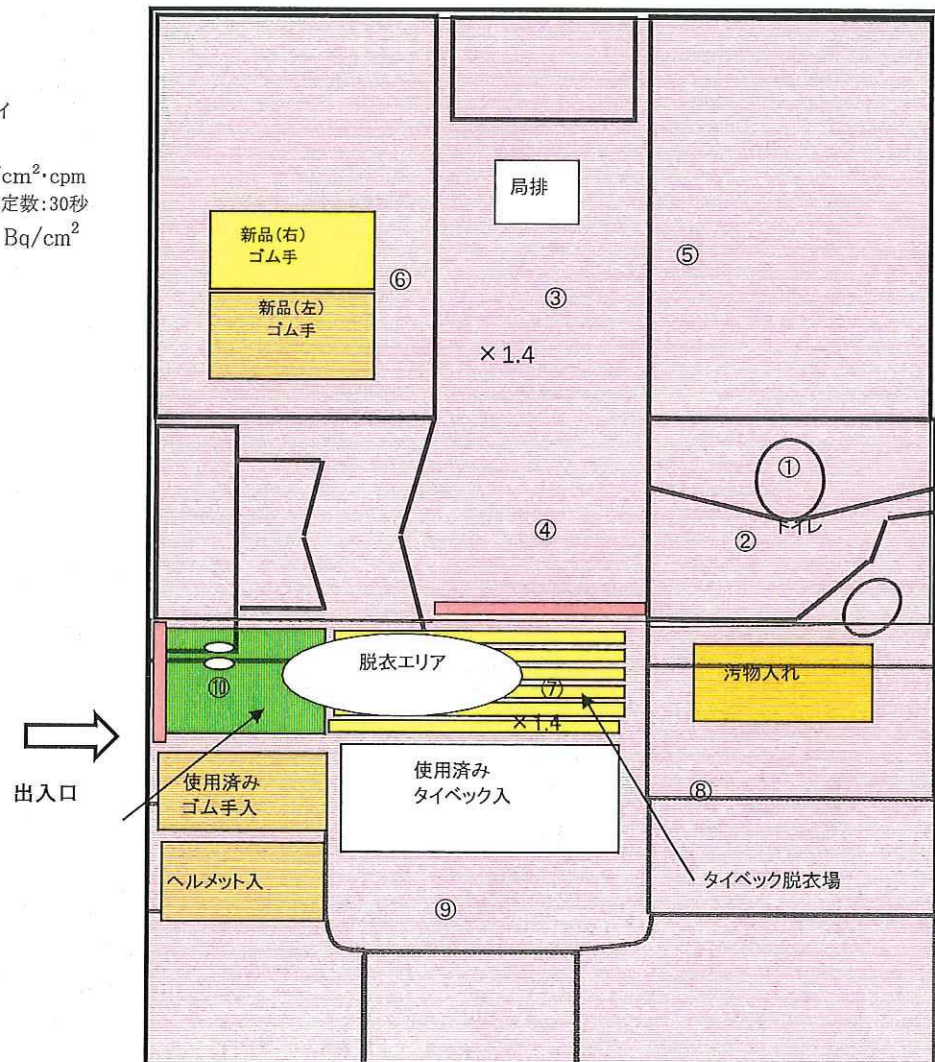 イ
cm²・cpm
定数:30秒
Bq/cm²
局排
新品(右)
ゴム手
⑥
新品(左)
ゴム手
⑤
③
×1.4
①
④
②
トイレ
脱衣エリア
⑩
⑦
×1.4
汚物入れ
出入口
使用済み
ゴム手入
使用済み
タイベック入
⑧
ヘルメット入
タイベック脱衣場
⑨